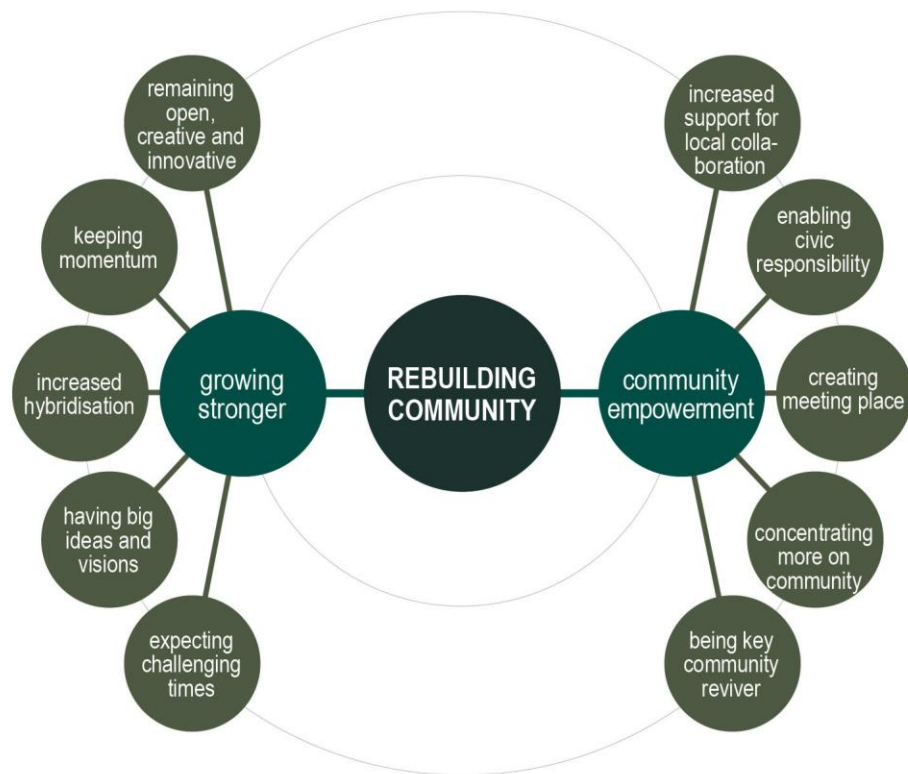 remaining
open,
creative and
innovative
keeping
momentum
increased
hybridisation
having big
ideas and
visions
expecting
challenging
times
growing
stronger
REBUILDING
COMMUNITY
community
empowerment
increased
support for
local colla-
boration
enabling
civic
responsibility
creating
meeting place
concentrating
more on
community
being key
community
reviver